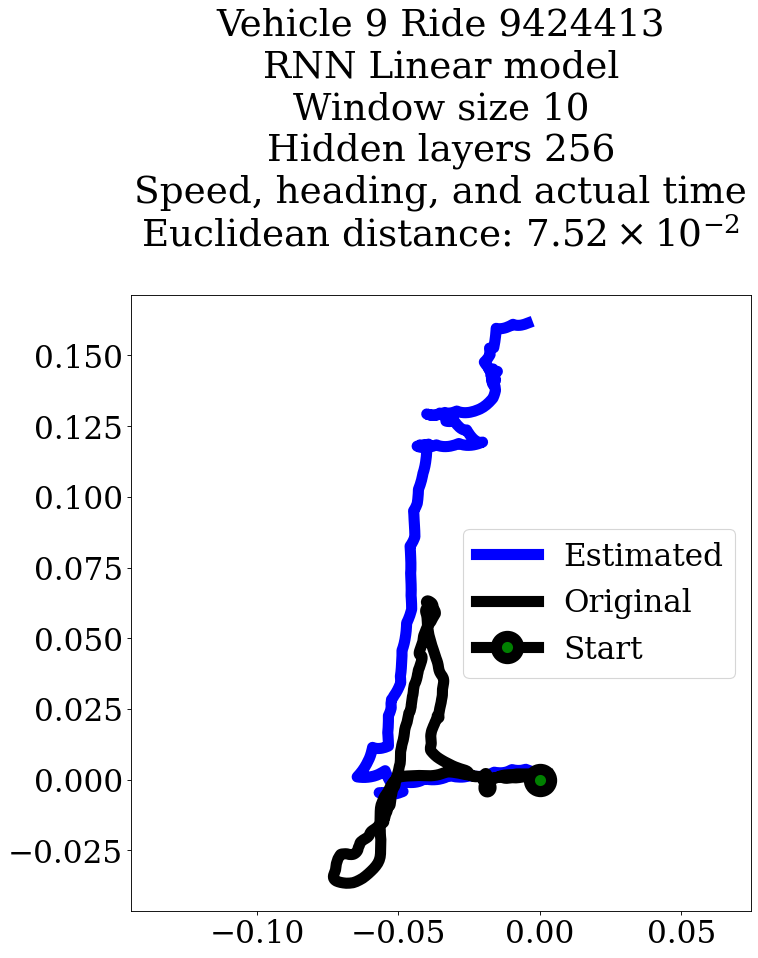 Vehicle 9 Ride 9424413
RNN Linear model
Window size 10
Hidden layers 256
Speed, heading, and actual time
Euclidean distance: 7.52 × 10⁻²
0.150
0.125
0.100
0.075
0.050
0.025
0.000
−0.025
Estimated
Original
Start
−0.10 −0.05 0.00 0.05